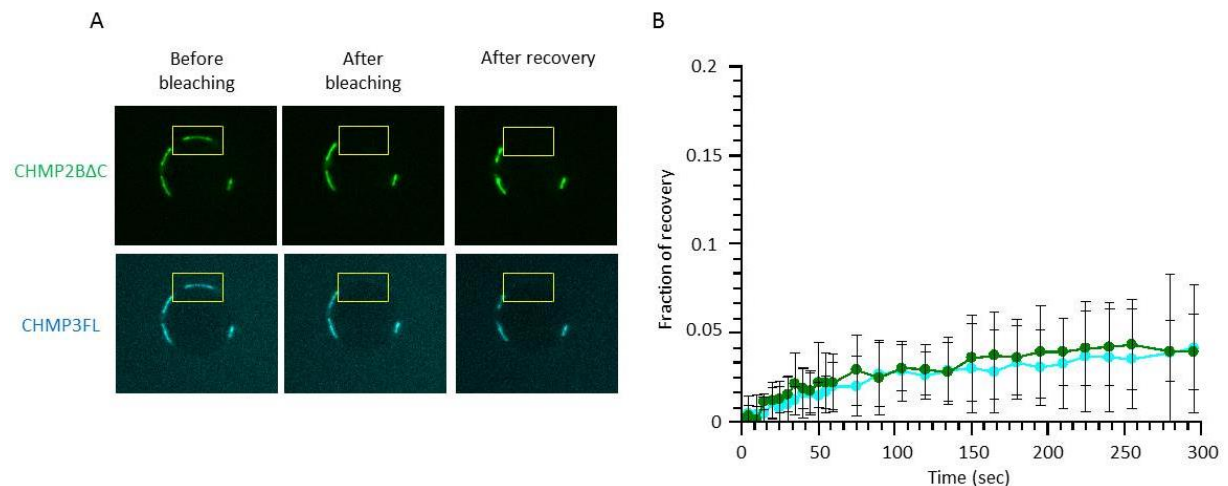 A
Before
bleaching
After
bleaching
After recovery
CHMP2BΔC
CHMP3FL
B
Fraction of recovery
0.2
0.15
0.1
0.05
0
0
50
100
150
200
250
300
Time (sec)